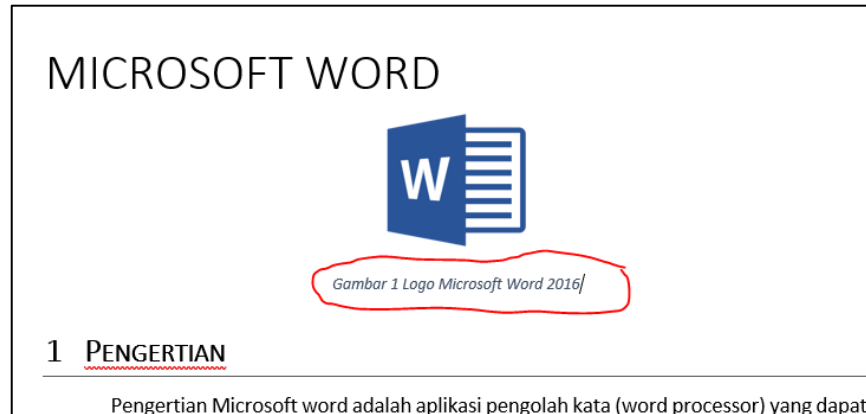 MICROSOFT WORD
W
Gambar 1 Logo Microsoft Word 2016
1 PENGERTIAN
Pengertian Microsoft word adalah aplikasi pengolah kata (word processor) yang dapat